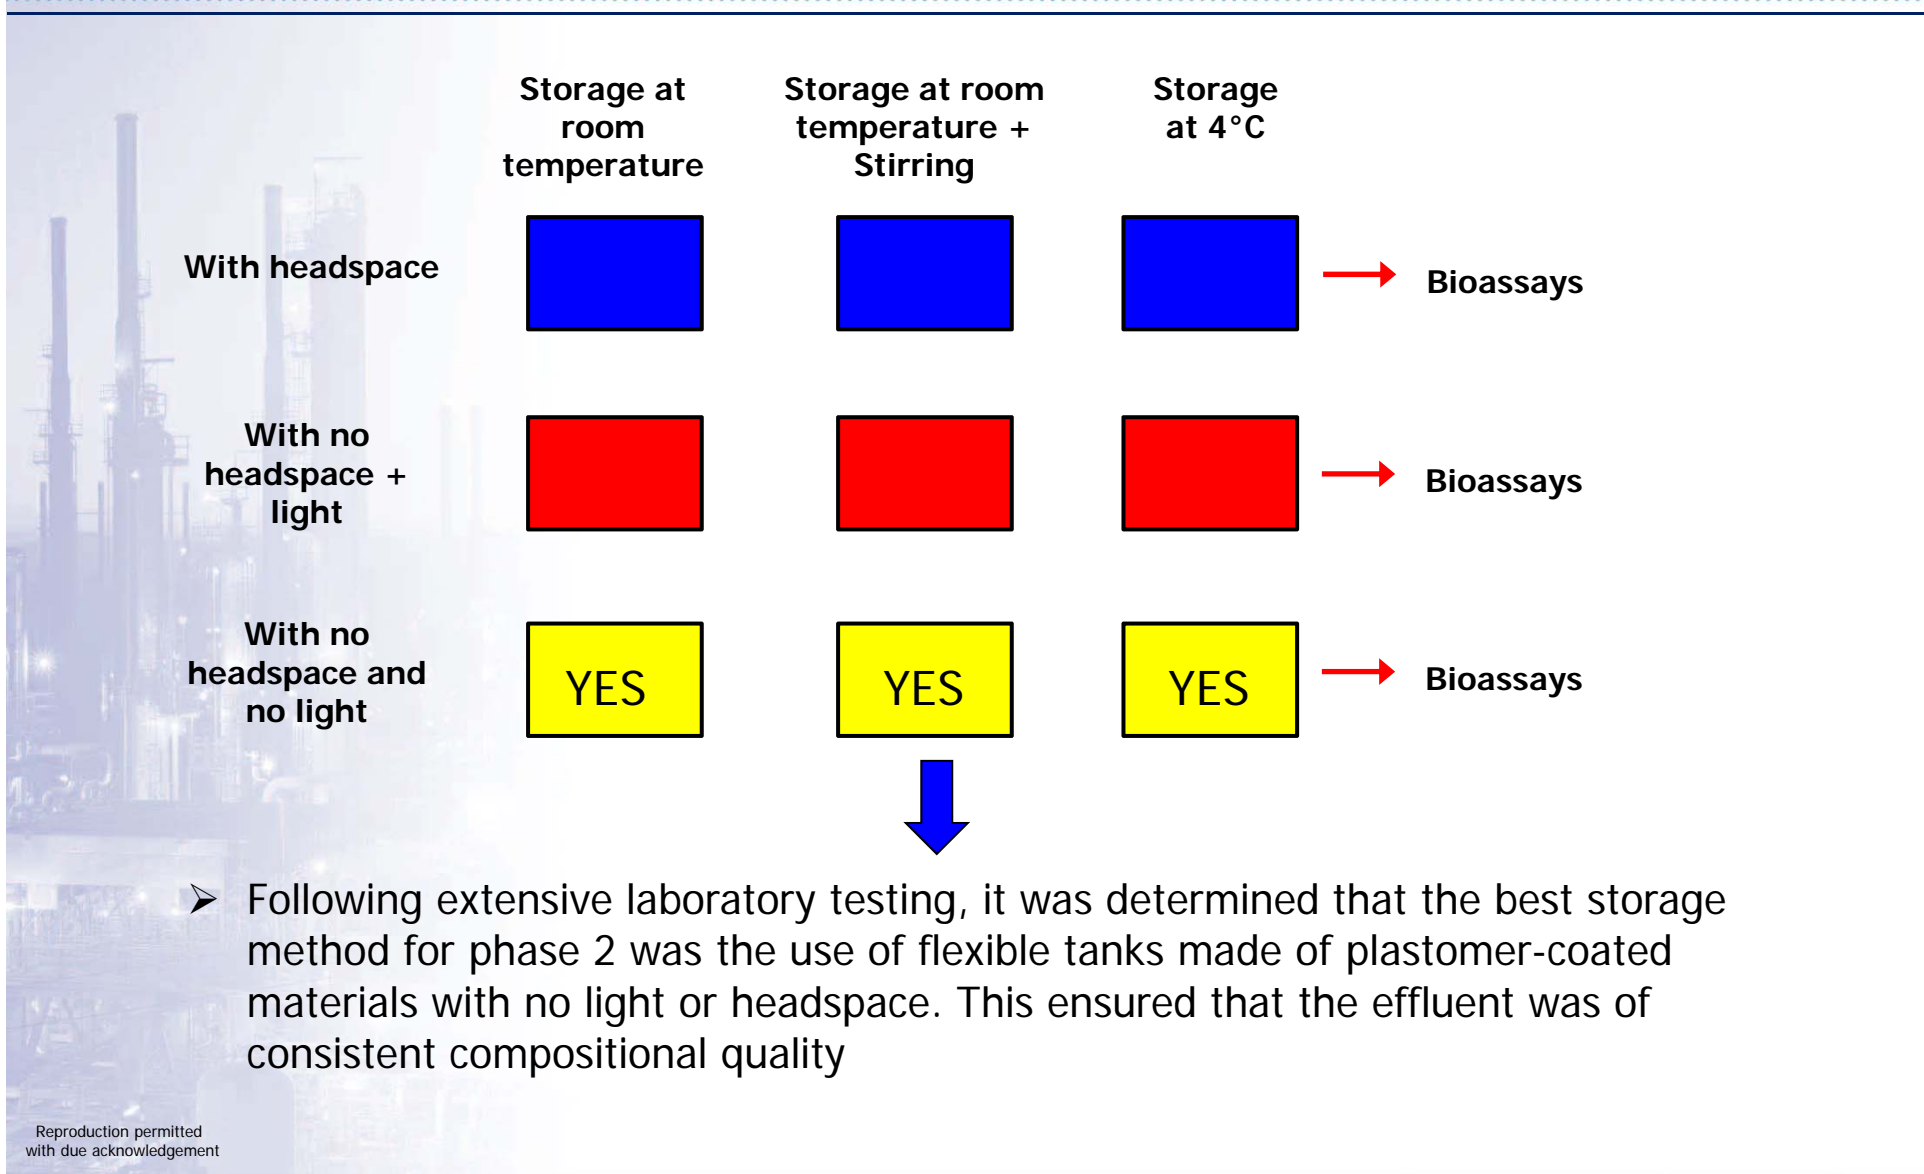 Storage at
room
temperature
Storage at room
temperature +
Stirring
Storage
at 4°C
With headspace
Bioassays
With no
headspace +
light
Bioassays
With no
headspace and
no light
YES
YES
YES
Bioassays
➢ Following extensive laboratory testing, it was determined that the best storage
method for phase 2 was the use of flexible tanks made of plastomer-coated
materials with no light or headspace. This ensured that the effluent was of
consistent compositional quality
Reproduction permitted
with due acknowledgement